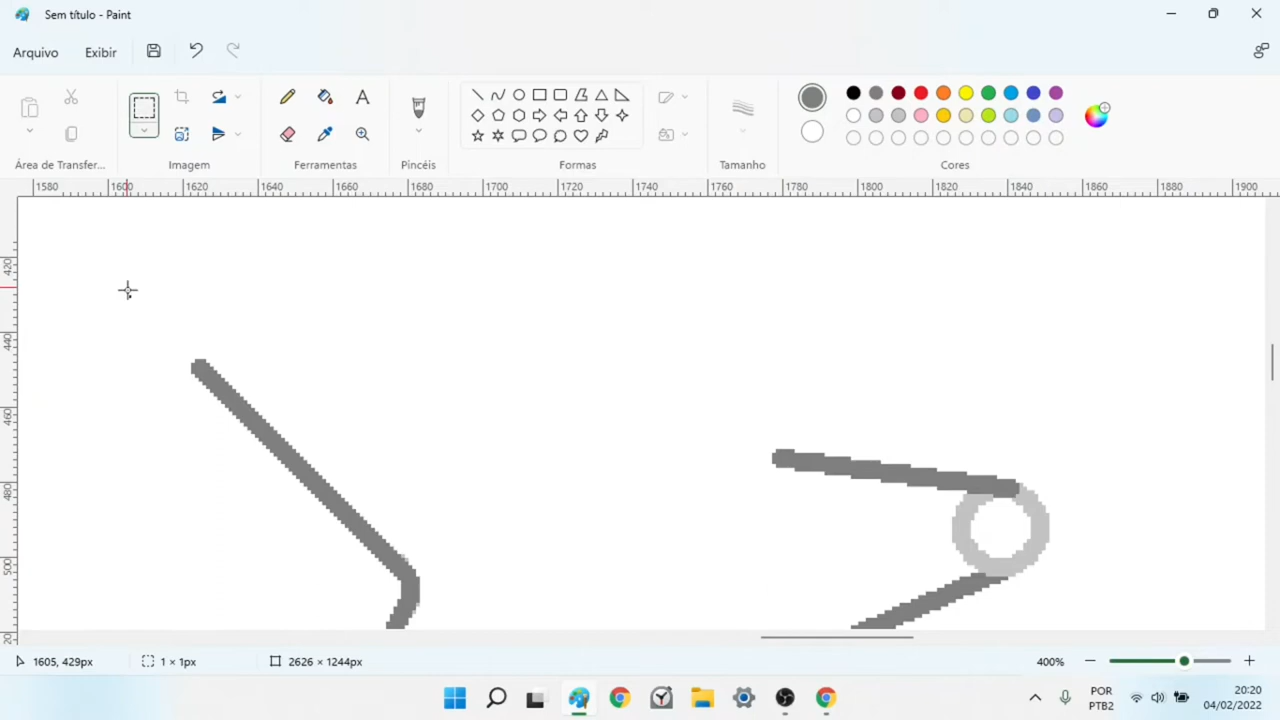 Sem título - Paint
Arquivo Exibir
Área de Transfer... Imagem Ferramentas Pincéis Formas Tamanho Cores
1580 1600 1620 1640 1660 1680 1700 1720 1740 1760 1780 1800 1820 1840 1860 1880 1900
420
440
460
480
500
20
1605, 429px 1 × 1px 2626 × 1244px 400%
POR 20:20
PTB2 04/02/2022